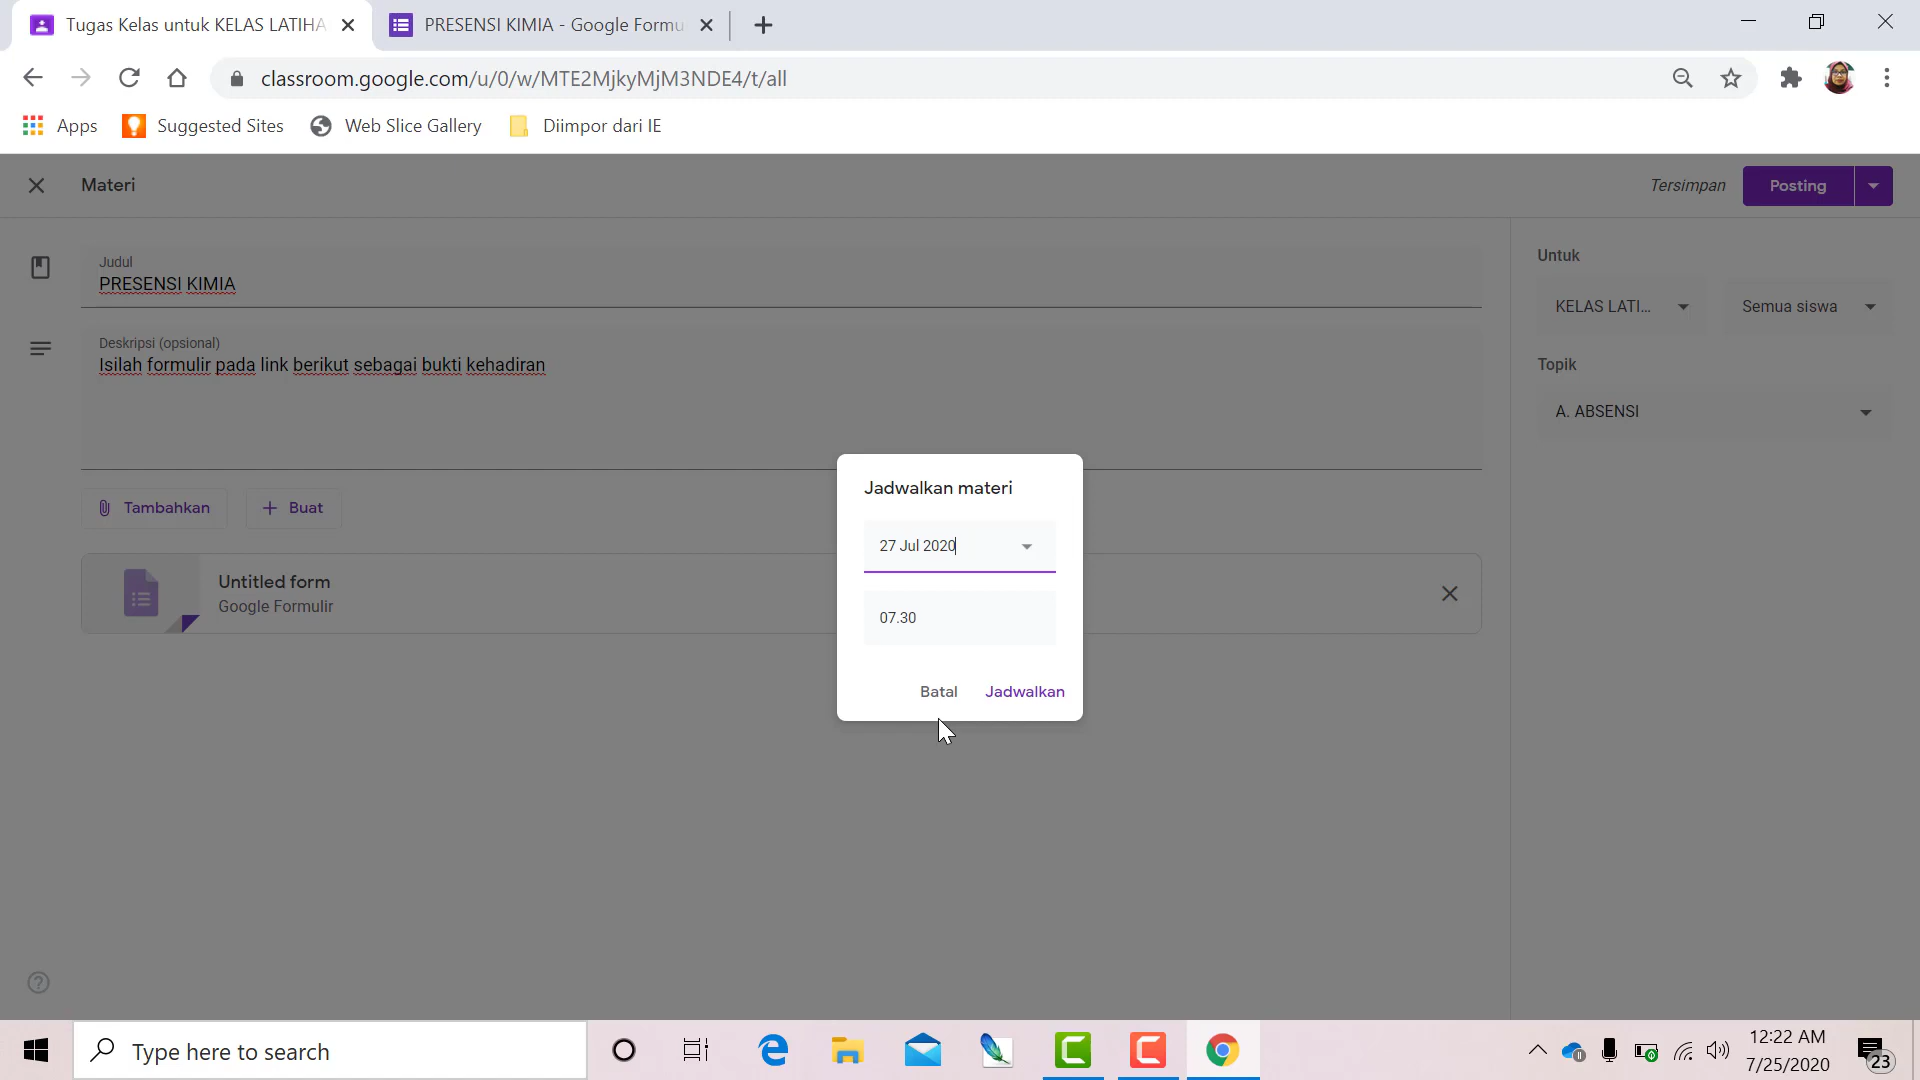 Tugas Kelas untuk KELAS LATIHA
PRESENSI KIMIA - Google Formu
classroom.google.com/u/0/w/MTE2MjkyMjM3NDE4/t/all
Apps
Suggested Sites
Web Slice Gallery
Diimpor dari IE
Materi
Tersimpan
Posting
Judul
PRESENSI KIMIA
Deskripsi (opsional)
Isilah formulir pada link berikut sebagai bukti kehadiran
Tambahkan
Buat
Untitled form
Google Formulir
Untuk
KELAS LATI...
Semua siswa
Topik
A. ABSENSI
Jadwalkan materi
27 Jul 2020
07.30
Batal
Jadwalkan
Type here to search
12:22 AM
7/25/2020
23